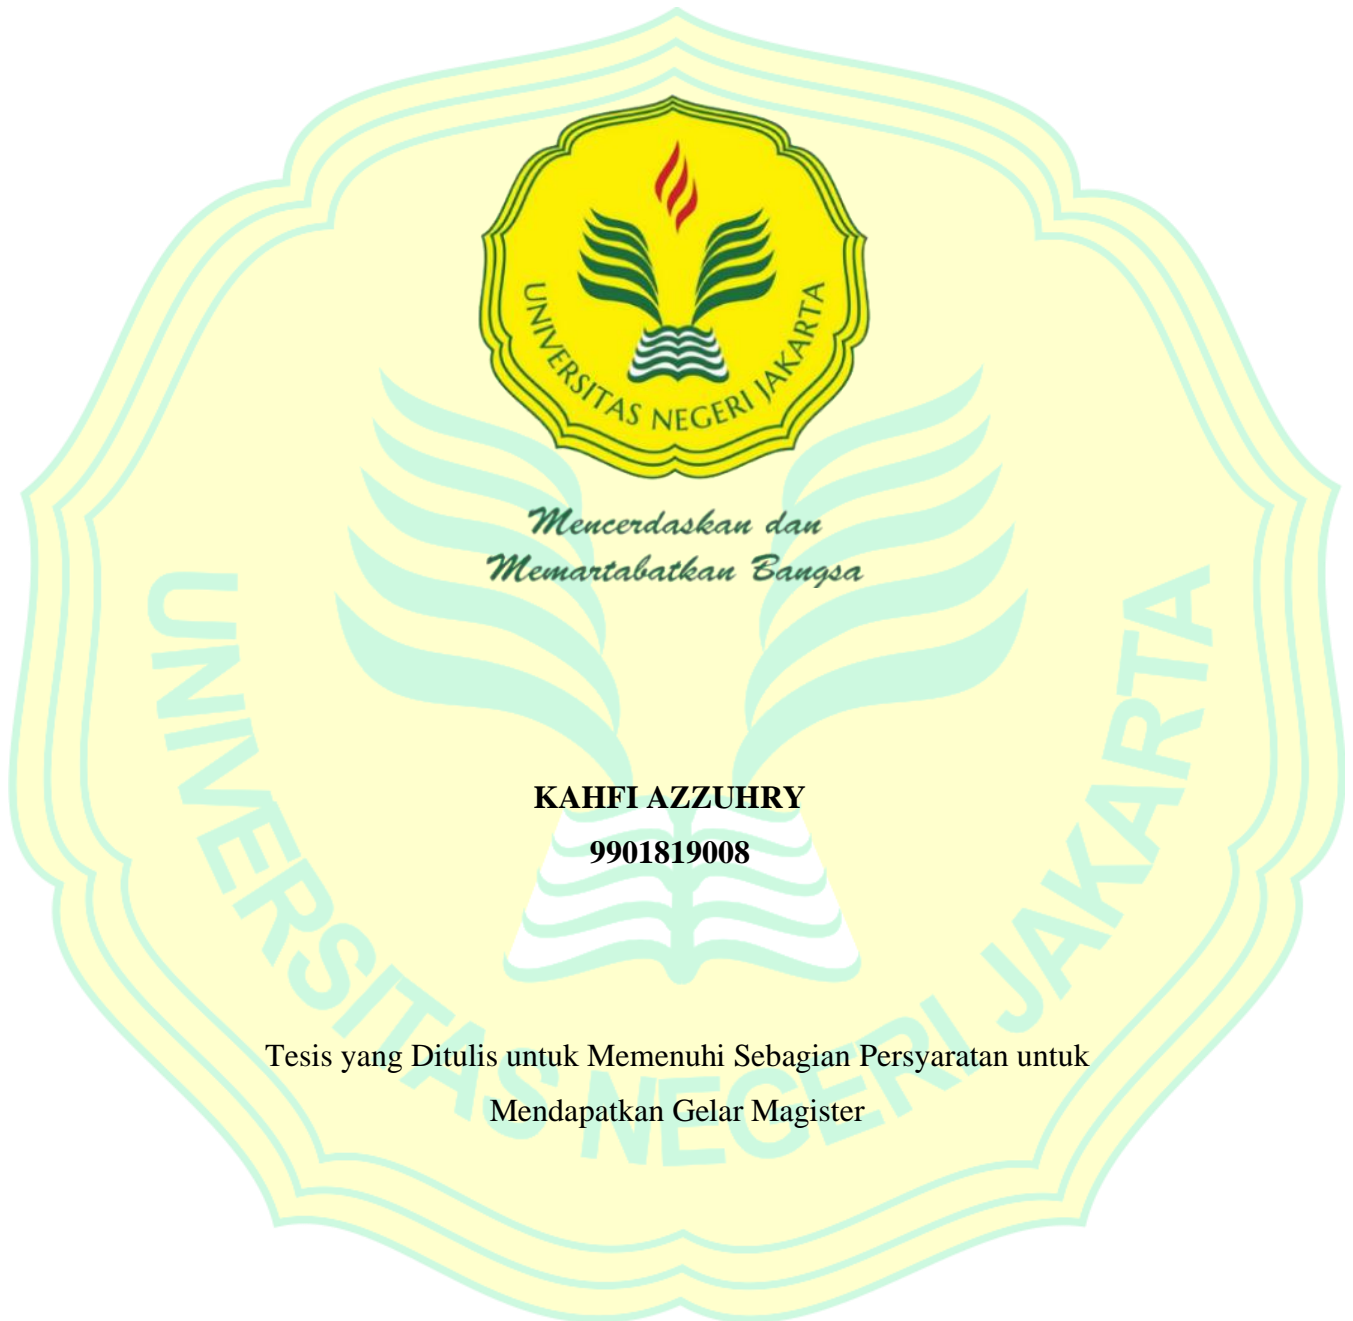 UNIVERSITAS NEGERI JAKARTA
Mencerdaskan dan
Memartabatkan Bangsa
KAHFI AZZUHRY
9901819008
Tesis yang Ditulis untuk Memenuhi Sebagian Persyaratan untuk
Mendapatkan Gelar Magister
UNIVERSITAS NEGERI JAKARTA